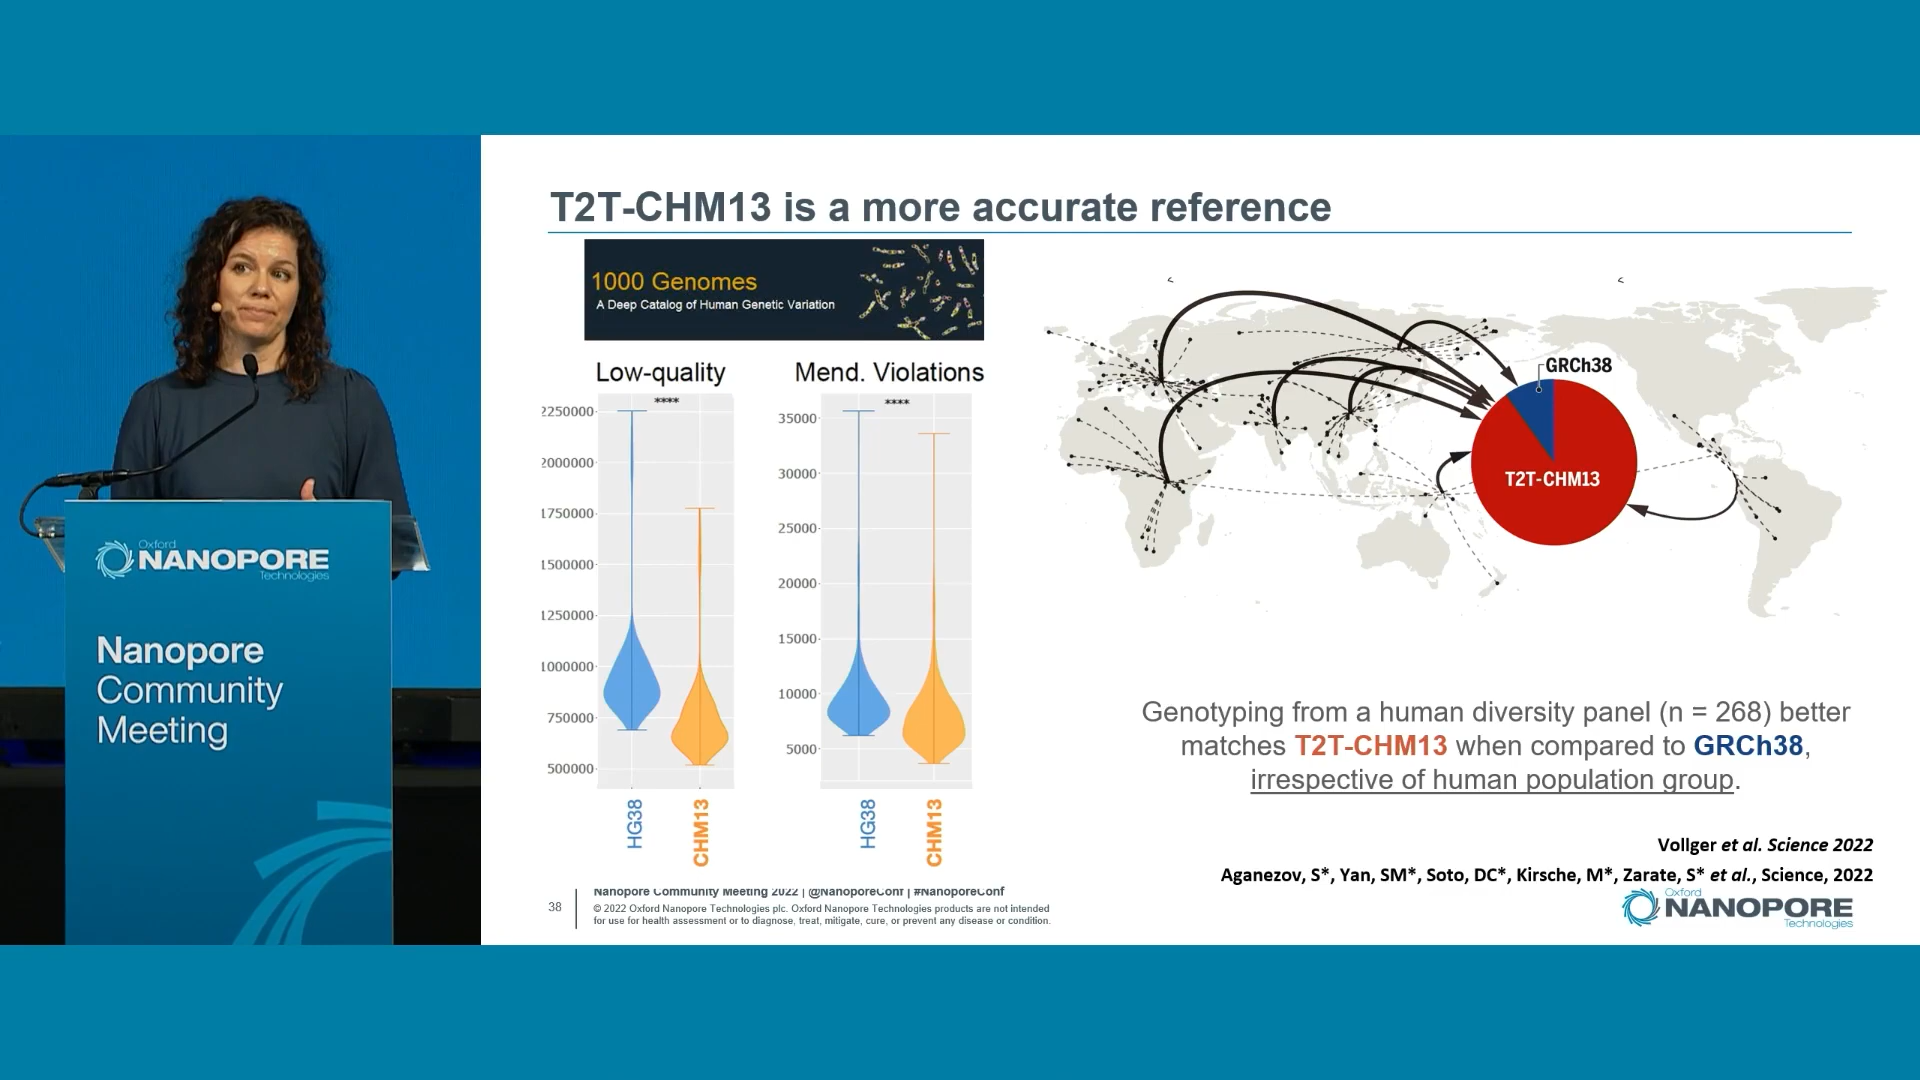 Oxford
NANOPORE
Technologies
Nanopore
Community
Meeting
T2T-CHM13 is a more accurate reference
1000 Genomes
A Deep Catalog of Human Genetic Variation
Low-quality
Mend. Violations
****
****
2250000
2000000
1750000
1500000
1250000
1000000
750000
500000
35000
30000
25000
20000
15000
10000
5000
HG38
CHM13
HG38
CHM13
GRCh38
T2T-CHM13
Genotyping from a human diversity panel (n = 268) better
matches T2T-CHM13 when compared to GRCh38,
irrespective of human population group.
Vollger et al. Science 2022
Aganezov, S*, Yan, SM*, Soto, DC*, Kirsche, M*, Zarate, S* et al., Science, 2022
38
Nanopore Community Meeting 2022 | @NanoporeConf | #NanoporeConf
© 2022 Oxford Nanopore Technologies plc. Oxford Nanopore Technologies products are not intended
for use for health assessment or to diagnose, treat, mitigate, cure, or prevent any disease or condition.
Oxford
NANOPORE
Technologies